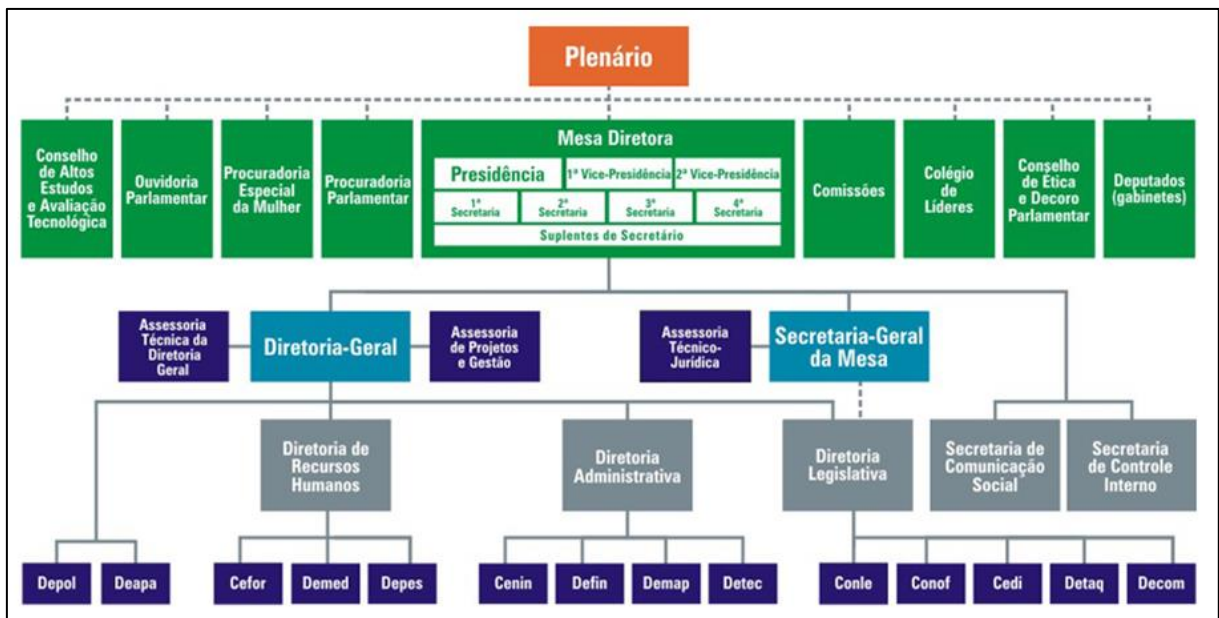 Plenário
Conselho
de Altos
Estudos
e Avaliação
Tecnológica
Ouvidoria
Parlamentar
Procuradoria
Especial
da Mulher
Procuradoria
Parlamentar
Mesa Diretora
Presidência
1ª Vice-Presidência
2ª Vice-Presidência
1ª
Secretaria
2ª
Secretaria
3ª
Secretaria
4ª
Secretaria
Suplentes de Secretário
Comissões
Colégio
de
Líderes
Conselho
de Ética
e Decoro
Parlamentar
Deputados
(gabinetes)
Assessoria
Técnica da
Diretoria
Geral
Diretoria-Geral
Assessoria
de Projetos
e Gestão
Assessoria
Técnico-
Jurídica
Secretaria-Geral
da Mesa
Diretoria de
Recursos
Humanos
Diretoria
Administrativa
Diretoria
Legislativa
Secretaria de
Comunicação
Social
Secretaria
de Controle
Interno
Depol
Deapa
Cefor
Demed
Depes
Cenin
Defin
Demap
Detec
Conle
Conof
Cedi
Detaq
Decom